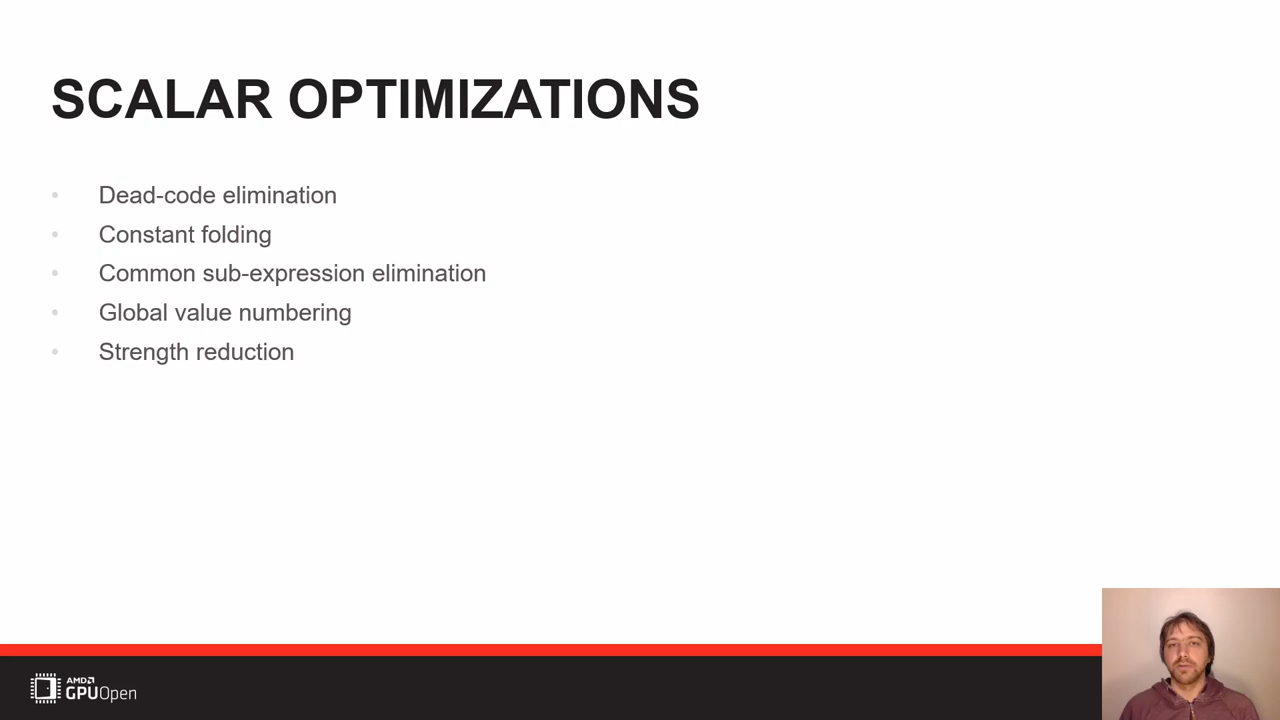 SCALAR OPTIMIZATIONS
• Dead-code elimination
• Constant folding
• Common sub-expression elimination
• Global value numbering
• Strength reduction
AMD
GPUOpen